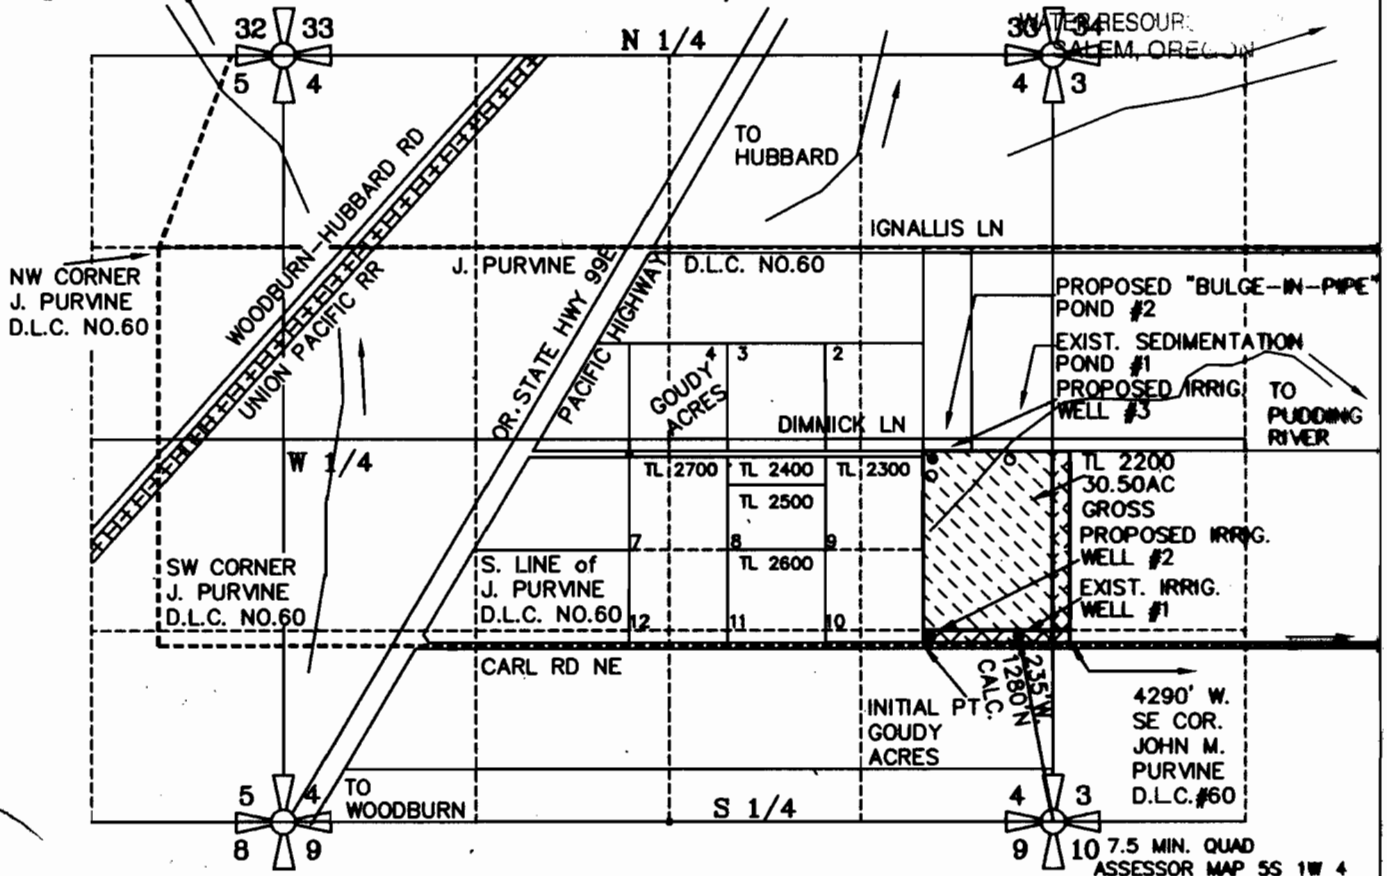 32 33
N 1/4
33 34
WATER RESOUR
SALEM, OREGON
5 4
4 3
TO
HUBBARD
WOODBURN-HUBBARD RD
UNION PACIFIC RR
IGNALLIS LN
NW CORNER
J. PURVINE
D.L.C. NO.60
J. PURVINE D.L.C. NO.60
OR. STATE HWY 99E
PACIFIC HIGHWAY
PROPOSED "BULGE-IN-PIPE"
POND #2
EXIST. SEDIMENTATION
POND #1
PROPOSED IRRIG.
WELL #3
TO
PUDDING
RIVER
4 3 2
GOUDY
ACRES
DIMMICK LN
W 1/4
TL 2700 TL 2400 TL 2300
TL 2500
7 8 9
TL 2600
12 11 10
TL 2200
30.50AC
GROSS
PROPOSED IRRIG.
WELL #2
EXIST. IRRIG.
WELL #1
SW CORNER
J. PURVINE
D.L.C. NO.60
S. LINE of
J. PURVINE
D.L.C. NO.60
CARL RD NE
235'W.
1280'N
CALC.
INITIAL PT.
GOUDY
ACRES
4290' W.
SE COR.
JOHN M.
PURVINE
D.L.C.#60
5 4
TO
WOODBURN
S 1/4
4 3
8 9
9 10
7.5 MIN. QUAD
ASSESSOR MAP 5S 1W 4